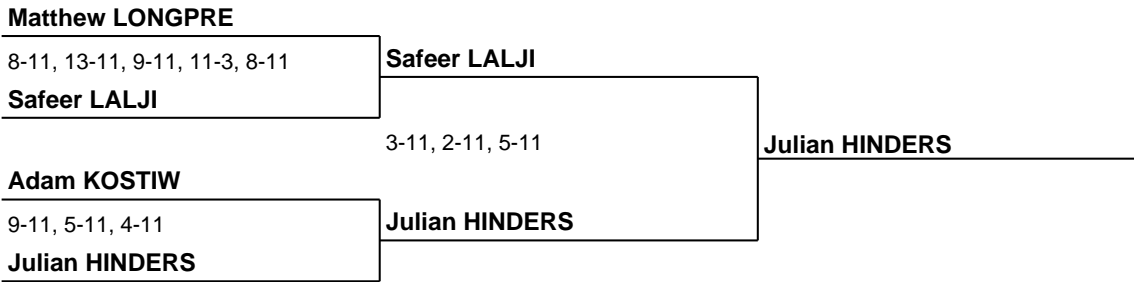 Matthew LONGPRE
8-11, 13-11, 9-11, 11-3, 8-11
Safeer LALJI
Safeer LALJI
3-11, 2-11, 5-11
Julian HINDERS
Adam KOSTIW
9-11, 5-11, 4-11
Julian HINDERS
Julian HINDERS